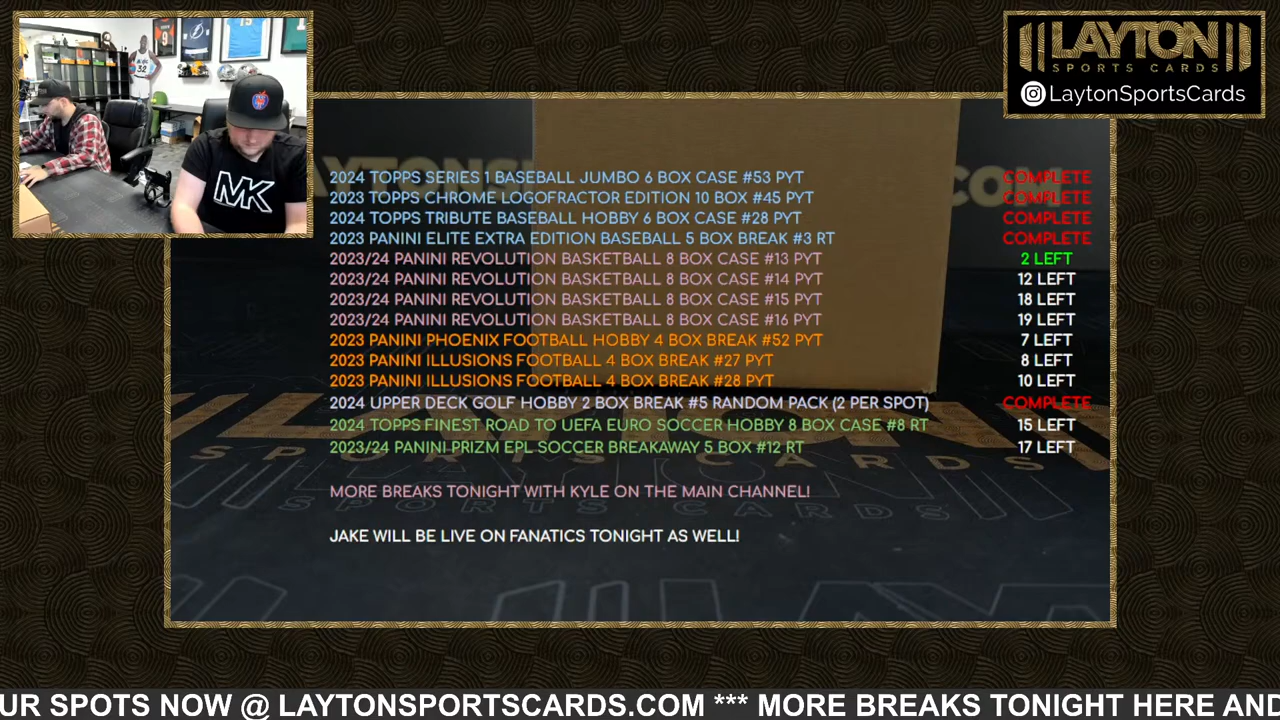 LAYTON
SPORTS CARDS
LaytonSportsCards
MK
2024 TOPPS SERIES 1 BASEBALL JUMBO 6 BOX CASE #53 PYT COMPLETE
2023 TOPPS CHROME LOGOFRACTOR EDITION 10 BOX #45 PYT COMPLETE
2024 TOPPS TRIBUTE BASEBALL HOBBY 6 BOX CASE #28 PYT COMPLETE
2023 PANINI ELITE EXTRA EDITION BASEBALL 5 BOX BREAK #3 RT COMPLETE
2023/24 PANINI REVOLUTION BASKETBALL 8 BOX CASE #13 PYT 2 LEFT
2023/24 PANINI REVOLUTION BASKETBALL 8 BOX CASE #14 PYT 12 LEFT
2023/24 PANINI REVOLUTION BASKETBALL 8 BOX CASE #15 PYT 18 LEFT
2023/24 PANINI REVOLUTION BASKETBALL 8 BOX CASE #16 PYT 19 LEFT
2023 PANINI PHOENIX FOOTBALL HOBBY 4 BOX BREAK #52 PYT 7 LEFT
2023 PANINI ILLUSIONS FOOTBALL 4 BOX BREAK #27 PYT 8 LEFT
2023 PANINI ILLUSIONS FOOTBALL 4 BOX BREAK #28 PYT 10 LEFT
2024 UPPER DECK GOLF HOBBY 2 BOX BREAK #5 RANDOM PACK (2 PER SPOT) COMPLETE
2024 TOPPS FINEST ROAD TO UEFA EURO SOCCER HOBBY 8 BOX CASE #8 RT 15 LEFT
2023/24 PANINI PRIZM EPL SOCCER BREAKAWAY 5 BOX #12 RT 17 LEFT
MORE BREAKS TONIGHT WITH KYLE ON THE MAIN CHANNEL!
JAKE WILL BE LIVE ON FANATICS TONIGHT AS WELL!
UR SPOTS NOW @ LAYTONSPORTSCARDS.COM *** MORE BREAKS TONIGHT HERE AND